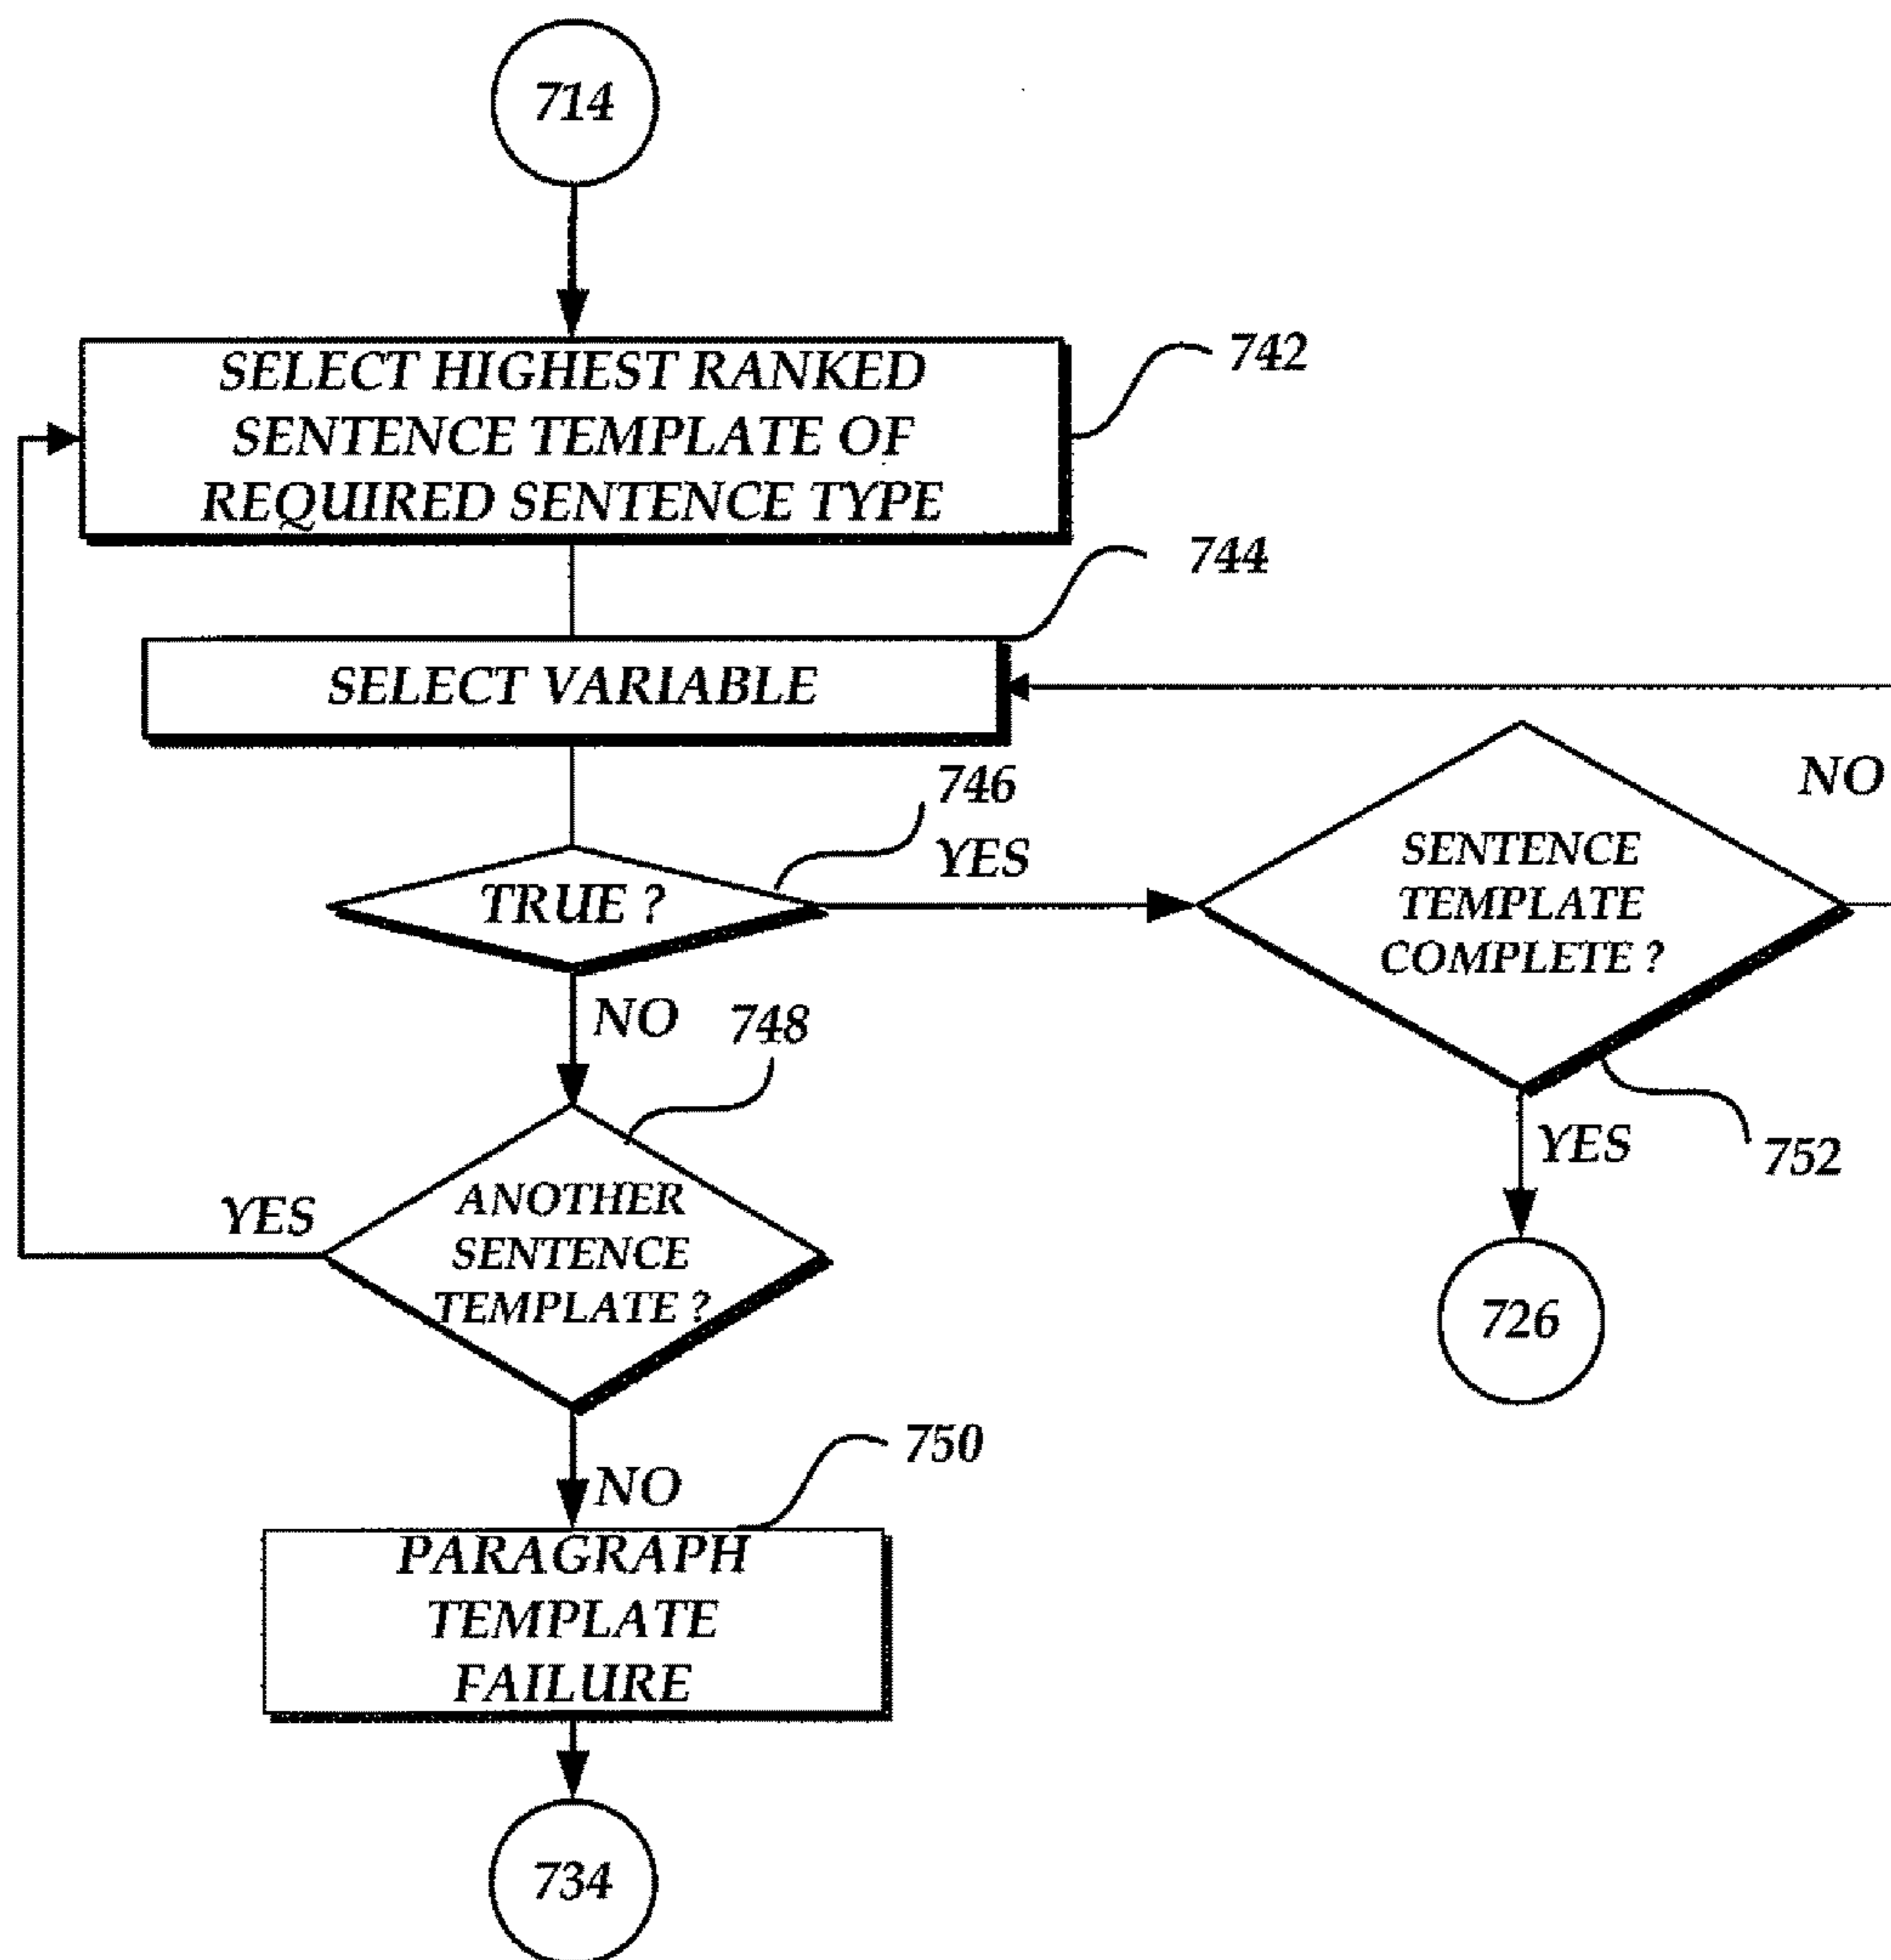 714
SELECT HIGHEST RANKED
SENTENCE TEMPLATE OF
REQUIRED SENTENCE TYPE
742
744
SELECT VARIABLE
746
YES
TRUE ?
NO
SENTENCE
TEMPLATE
COMPLETE ?
NO
748
YES
752
ANOTHER
SENTENCE
TEMPLATE ?
YES
726
750
NO
PARAGRAPH
TEMPLATE
FAILURE
734